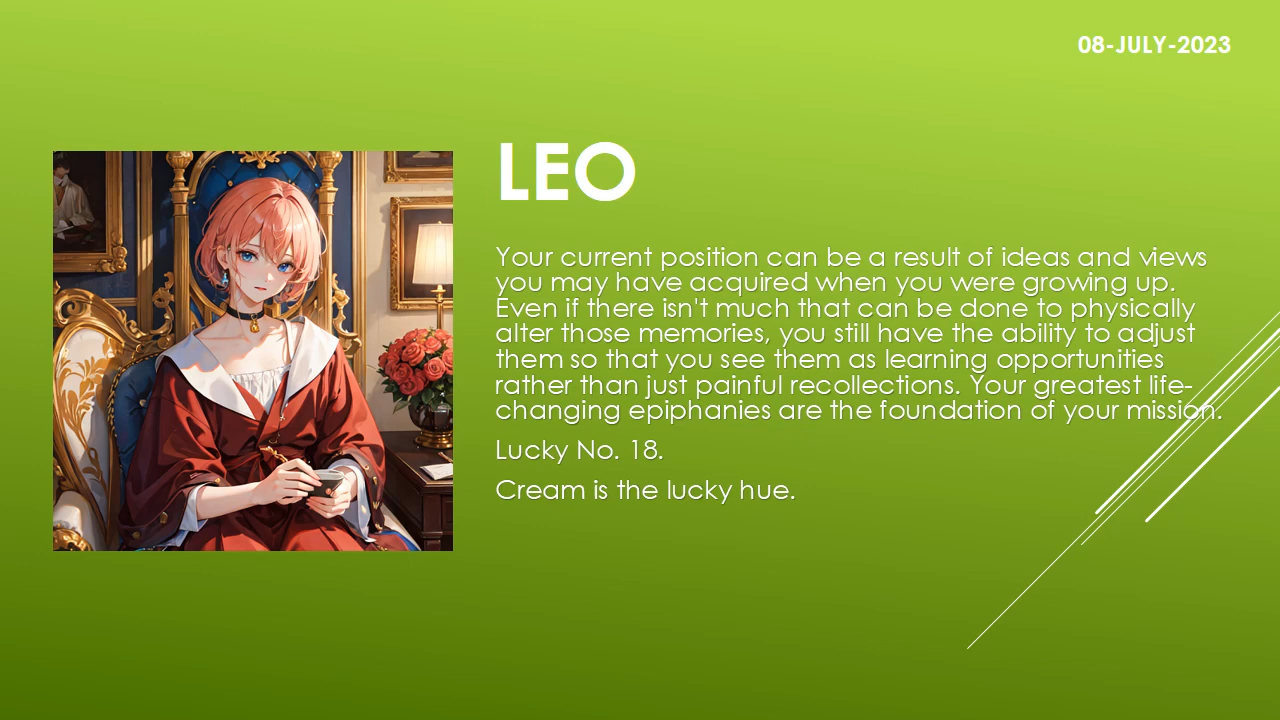 08-JULY-2023
LEO
Your current position can be a result of ideas and views
you may have acquired when you were growing up.
Even if there isn't much that can be done to physically
alter those memories, you still have the ability to adjust
them so that you see them as learning opportunities
rather than just painful recollections. Your greatest life-
changing epiphanies are the foundation of your mission.
Lucky No. 18.
Cream is the lucky hue.